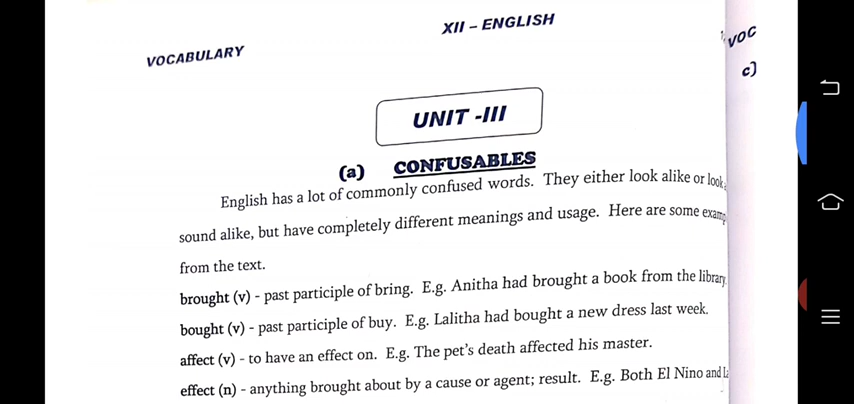 XII – ENGLISH
VOCABULARY
VOC
c)
UNIT -III
(a) CONFUSABLES
English has a lot of commonly confused words. They either look alike or look
sound alike, but have completely different meanings and usage. Here are some
from the text.
brought (v) - past participle of bring. E.g. Anitha had brought a book from the library
bought (v) - past participle of buy. E.g. Lalitha had bought a new dress last week.
affect (v) - to have an effect on. E.g. The pet's death affected his master.
effect (n) - anything brought about by a cause or agent; result. E.g. Both El Nino and